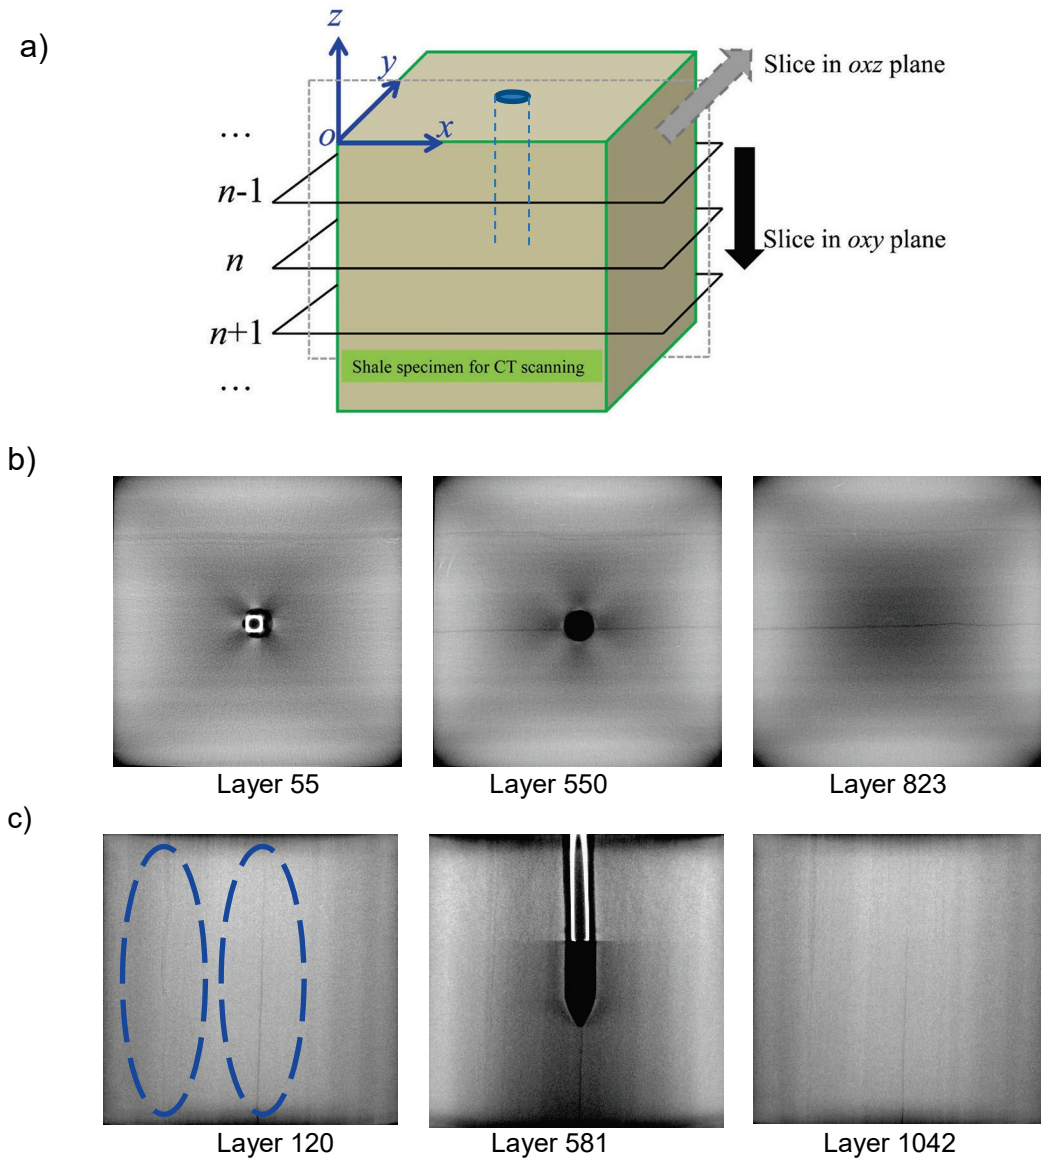 a)
z
y
Slice in oxz plane
...
o
x
n-1
n
Slice in oxy plane
n+1
Shale specimen for CT scanning
...
b)
Layer 55
Layer 550
Layer 823
c)
Layer 120
Layer 581
Layer 1042